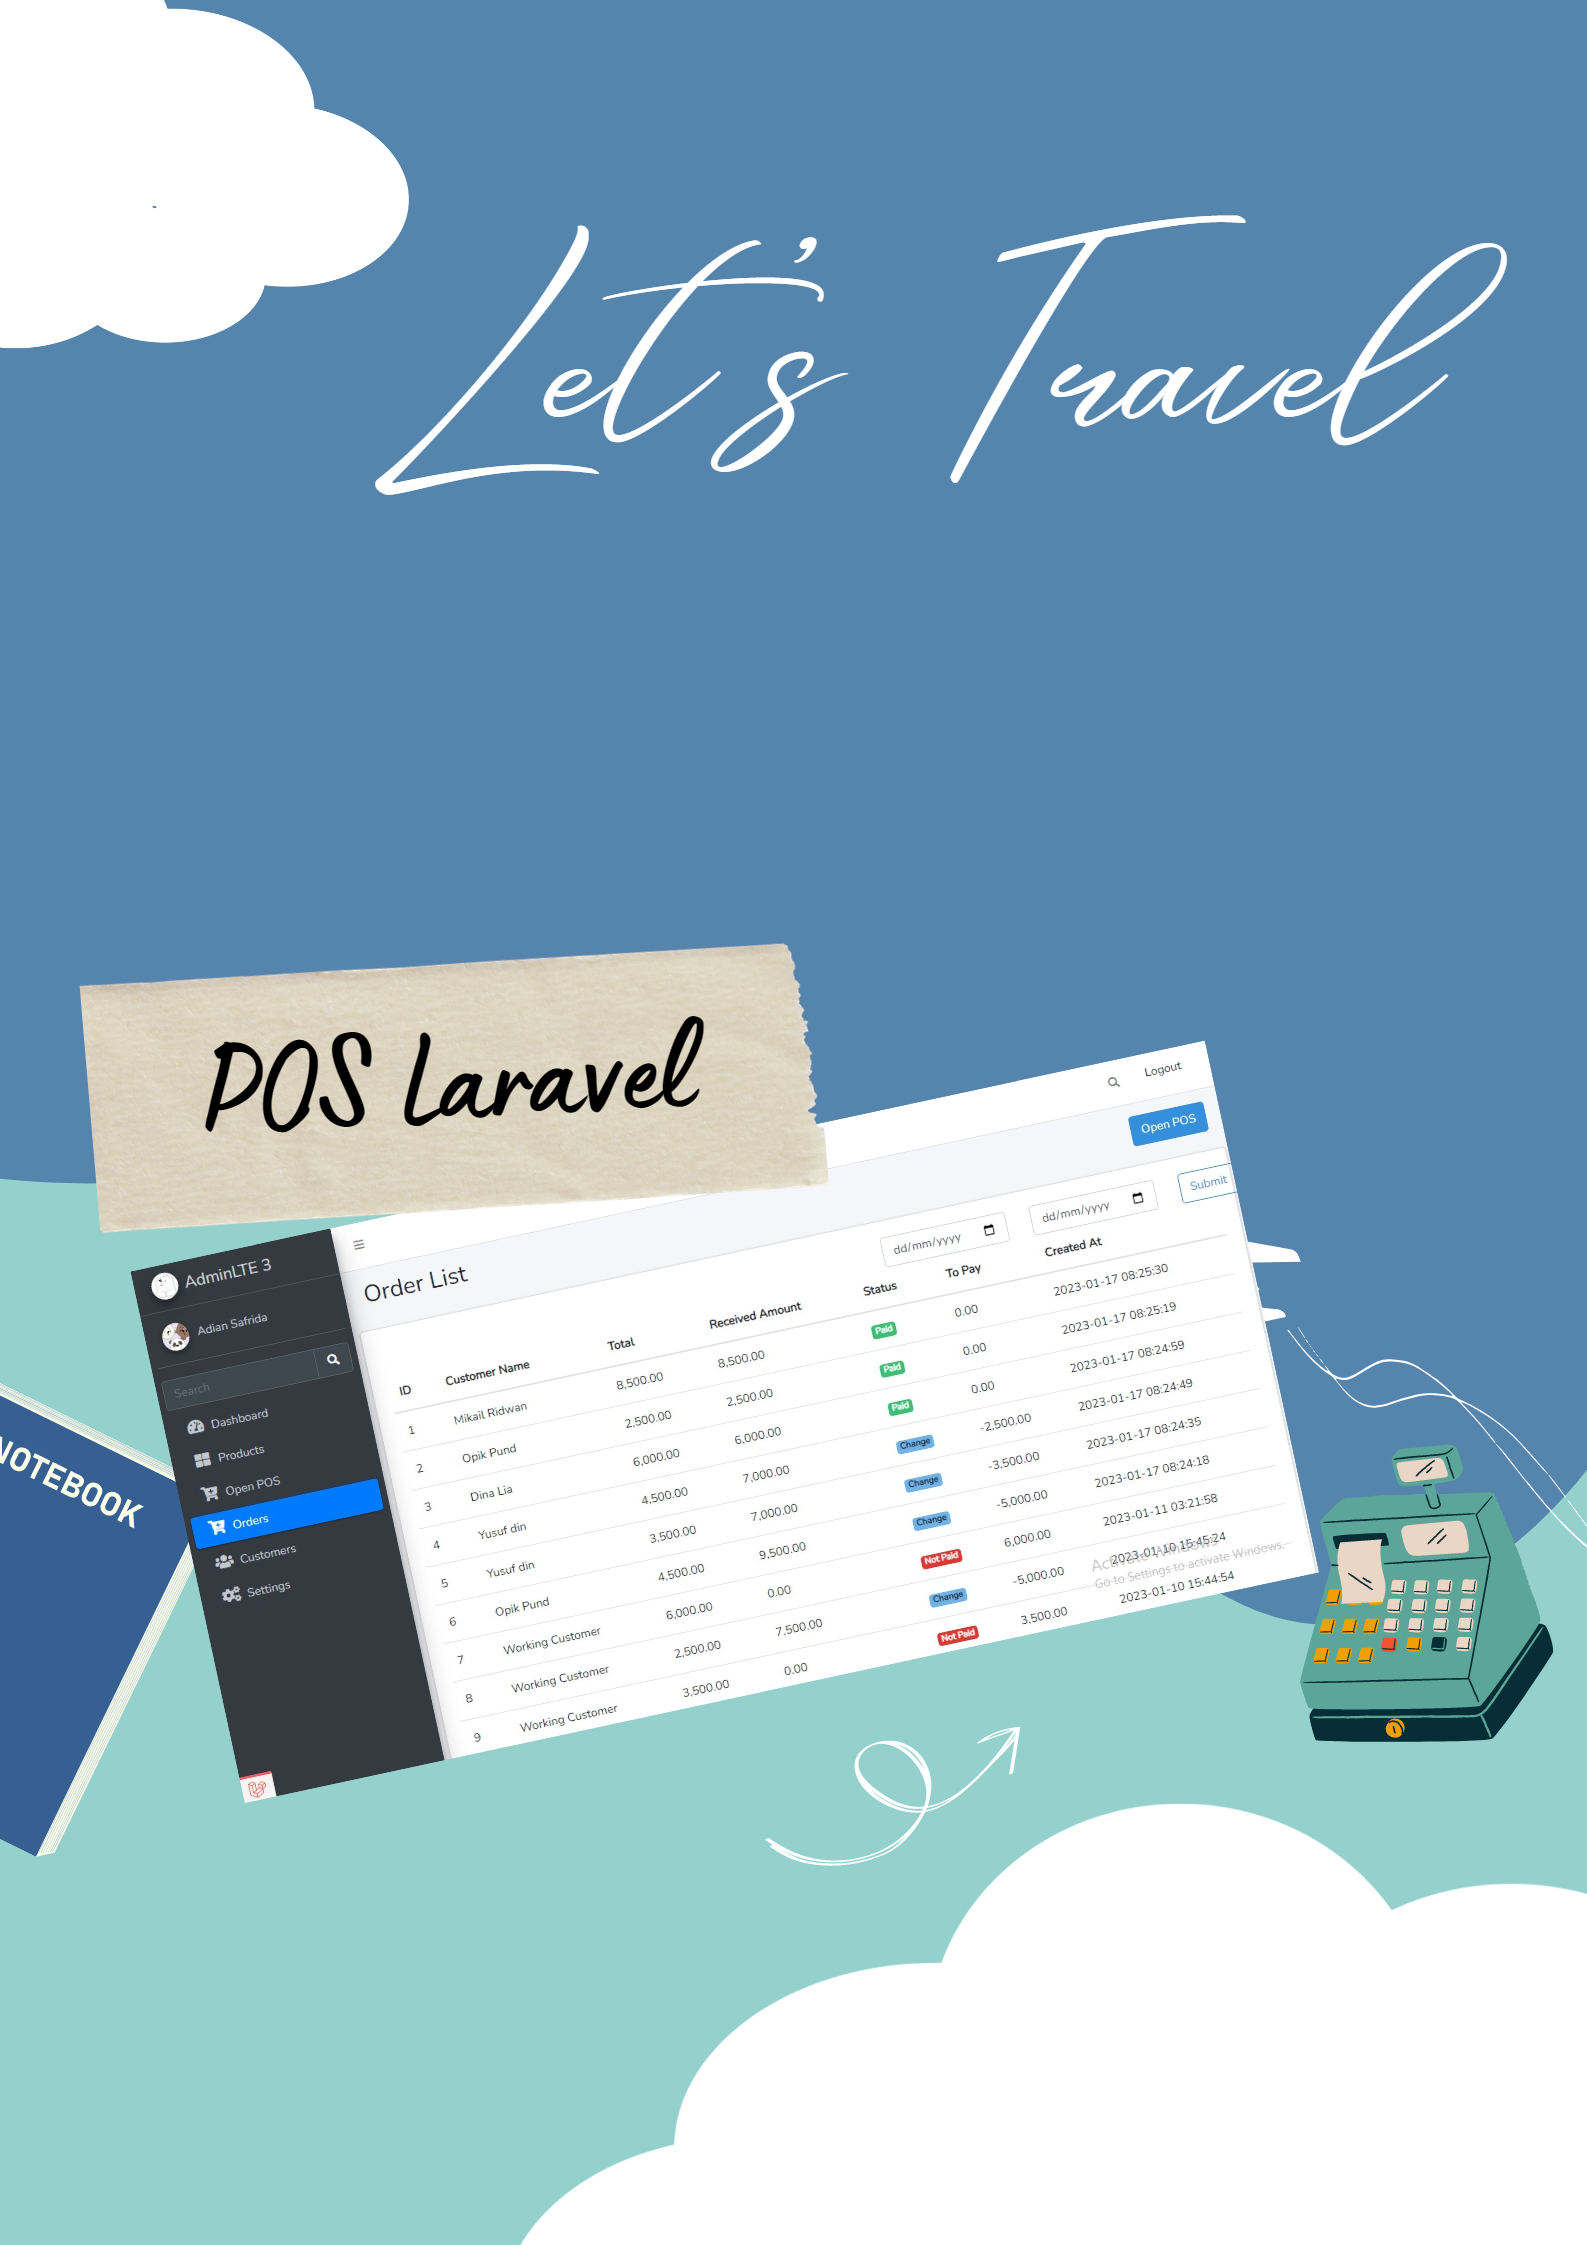 Let's Travel
POS Laravel
Logout
Open POS
AdminLTE 3
Adian Safrida
Search
Dashboard
Products
Open POS
Orders
Customers
Settings
Order List
dd/mm/yyyy dd/mm/yyyy Submit
ID Customer Name Total Received Amount Status To Pay Created At
1 Mikail Ridwan 8,500.00 8,500.00 Paid 0.00 2023-01-17 08:25:30
2 Opik Pund 2,500.00 2,500.00 Paid 0.00 2023-01-17 08:25:19
3 Dina Lia 6,000.00 6,000.00 Paid 0.00 2023-01-17 08:24:59
4 Yusuf din 4,500.00 7,000.00 Change -2,500.00 2023-01-17 08:24:49
5 Yusuf din 3,500.00 7,000.00 Change -3,500.00 2023-01-17 08:24:35
6 Opik Pund 4,500.00 9,500.00 Change -5,000.00 2023-01-17 08:24:18
7 Working Customer 6,000.00 0.00 Not Paid 6,000.00 2023-01-11 03:21:58
8 Working Customer 2,500.00 7,500.00 Change -5,000.00 2023-01-10 15:45:24
9 Working Customer 3,500.00 0.00 Not Paid 3,500.00 2023-01-10 15:44:54
Activate Windows
Go to Settings to activate Windows.
NOTEBOOK